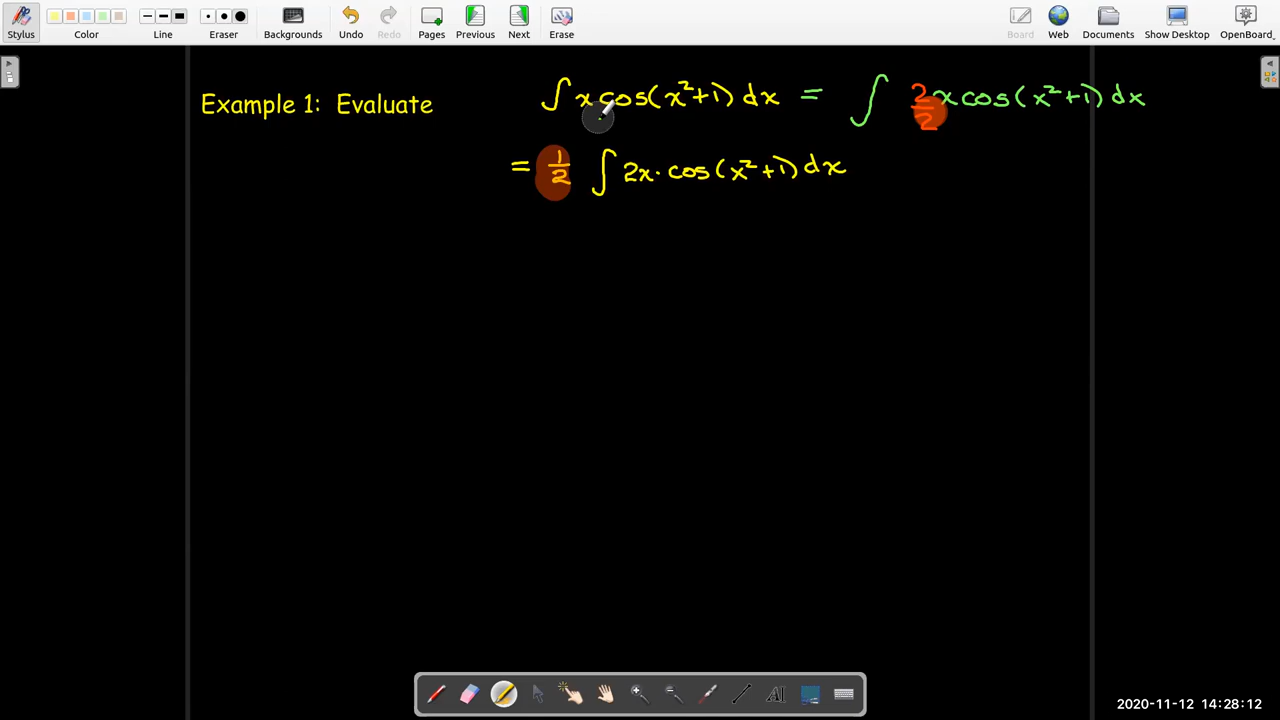 Stylus Color Line Eraser Backgrounds Undo Redo Pages Previous Next Erase Board Web Documents Show Desktop OpenBoard
Example 1: Evaluate ∫ x cos(x²+1) dx = ∫ 2/2 x cos(x²+1) dx
= 1/2 ∫ 2x · cos(x²+1) dx
AI
2020-11-12 14:28:12